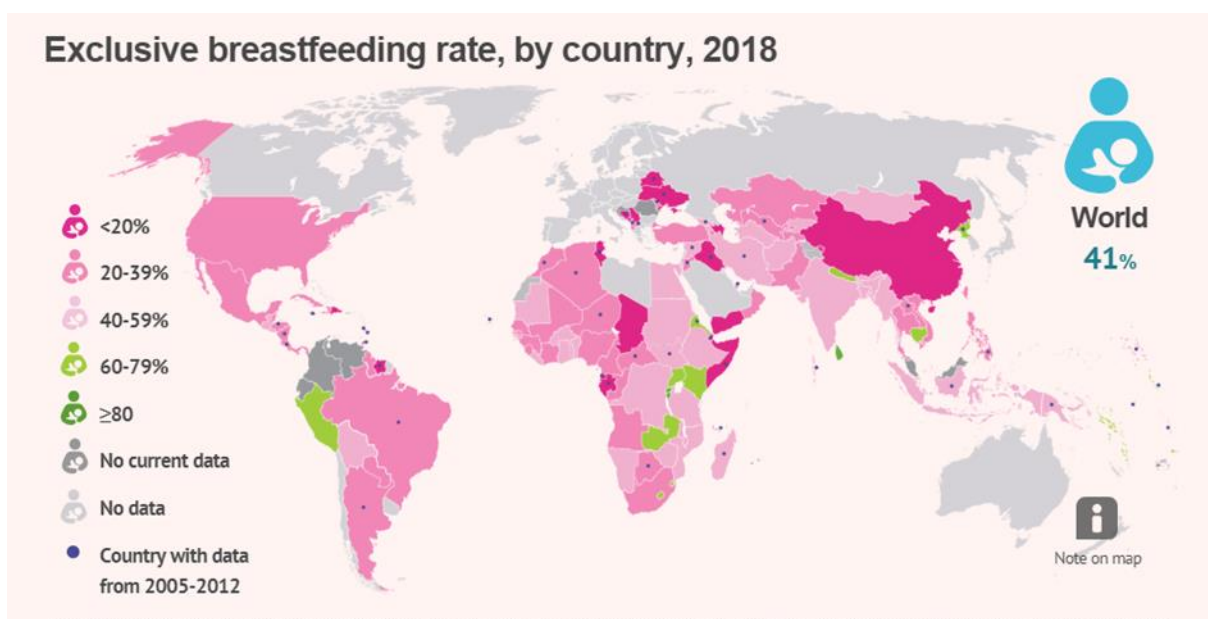 Exclusive breastfeeding rate, by country, 2018
World
41%
<20%
20-39%
40-59%
60-79%
≥80
No current data
No data
Country with data
from 2005-2012
i
Note on map